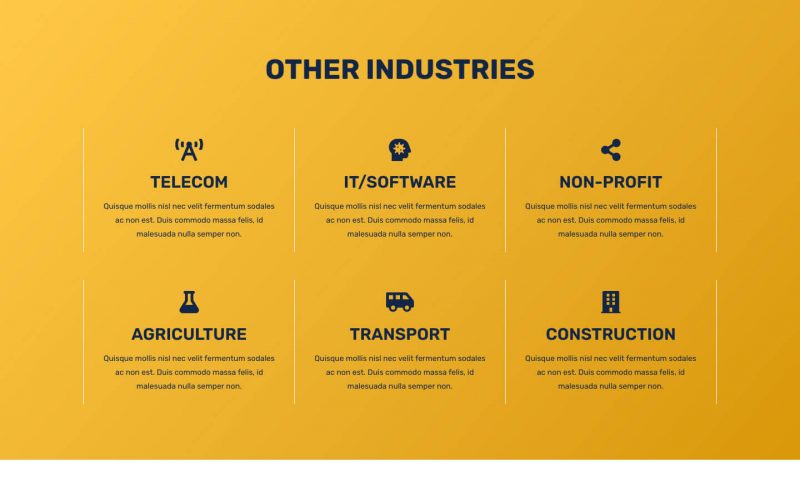 OTHER INDUSTRIES
TELECOM
Quisque mollis nisl nec velit fermentum sodales
ac non est. Duis commodo massa felis, id
malesuada nulla semper non.
IT/SOFTWARE
Quisque mollis nisl nec velit fermentum sodales
ac non est. Duis commodo massa felis, id
malesuada nulla semper non.
NON-PROFIT
Quisque mollis nisl nec velit fermentum sodales
ac non est. Duis commodo massa felis, id
malesuada nulla semper non.
AGRICULTURE
Quisque mollis nisl nec velit fermentum sodales
ac non est. Duis commodo massa felis, id
malesuada nulla semper non.
TRANSPORT
Quisque mollis nisl nec velit fermentum sodales
ac non est. Duis commodo massa felis, id
malesuada nulla semper non.
CONSTRUCTION
Quisque mollis nisl nec velit fermentum sodales
ac non est. Duis commodo massa felis, id
malesuada nulla semper non.